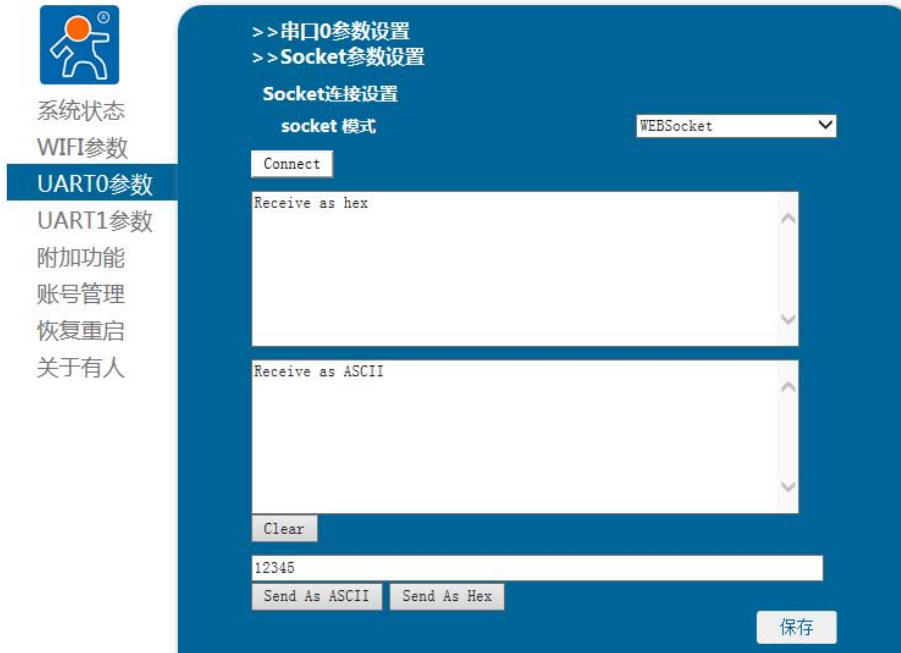 ®
系统状态
WIFI参数
UART0参数
UART1参数
附加功能
账号管理
恢复重启
关于有人
>>串口0参数设置
>>Socket参数设置
Socket连接设置
socket 模式 WEBSocket
Connect
Receive as hex
Receive as ASCII
Clear
12345
Send As ASCII Send As Hex
保存